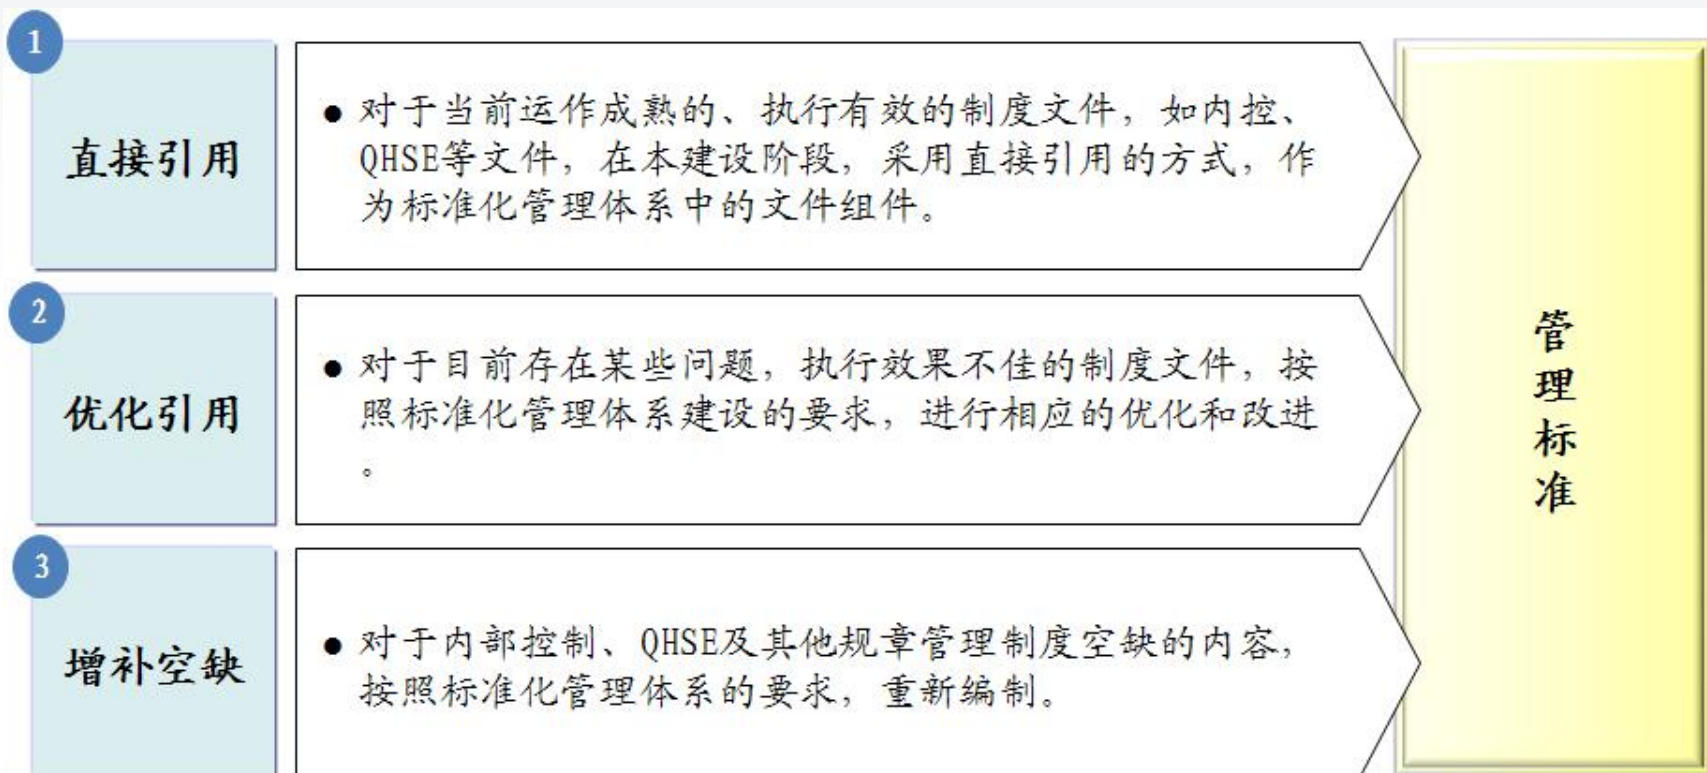 1
直接引用
● 对于当前运作成熟的、执行有效的制度文件，如内控、
QHSE等文件，在本建设阶段，采用直接引用的方式，作
为标准化管理体系中的文件组件。
2
优化引用
● 对于目前存在某些问题，执行效果不佳的制度文件，按
照标准化管理体系建设的要求，进行相应的优化和改进
。
3
增补空缺
● 对于内部控制、QHSE及其他规章管理制度空缺的内容，
按照标准化管理体系的要求，重新编制。
管
理
标
准